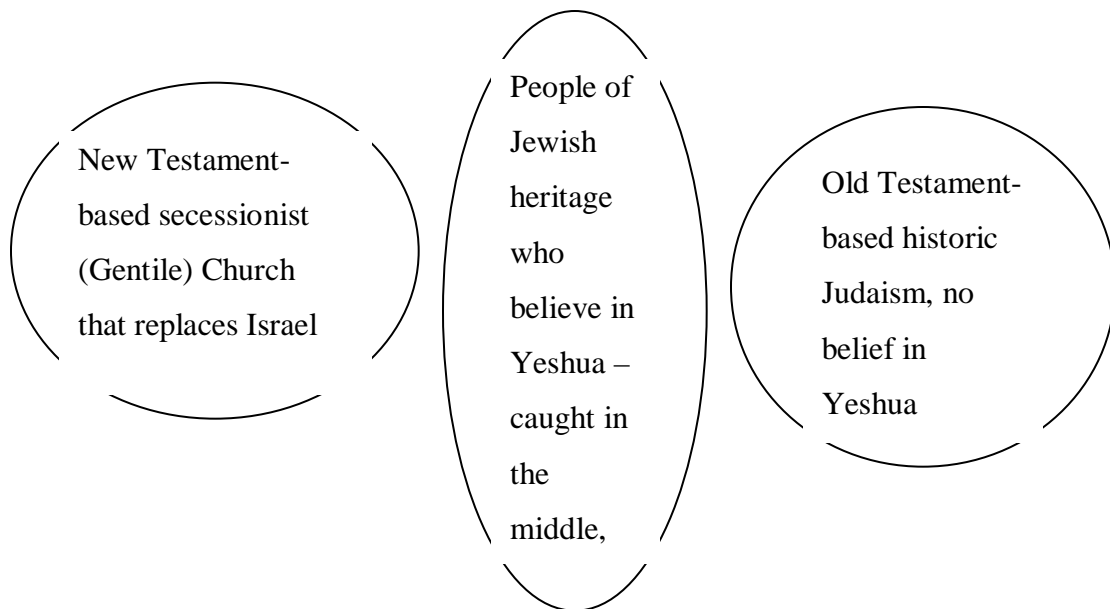 New Testament-
based secessionist
(Gentile) Church
that replaces Israel
People of
Jewish
heritage
who
believe in
Yeshua –
caught in
the
middle,
Old Testament-
based historic
Judaism, no
belief in
Yeshua